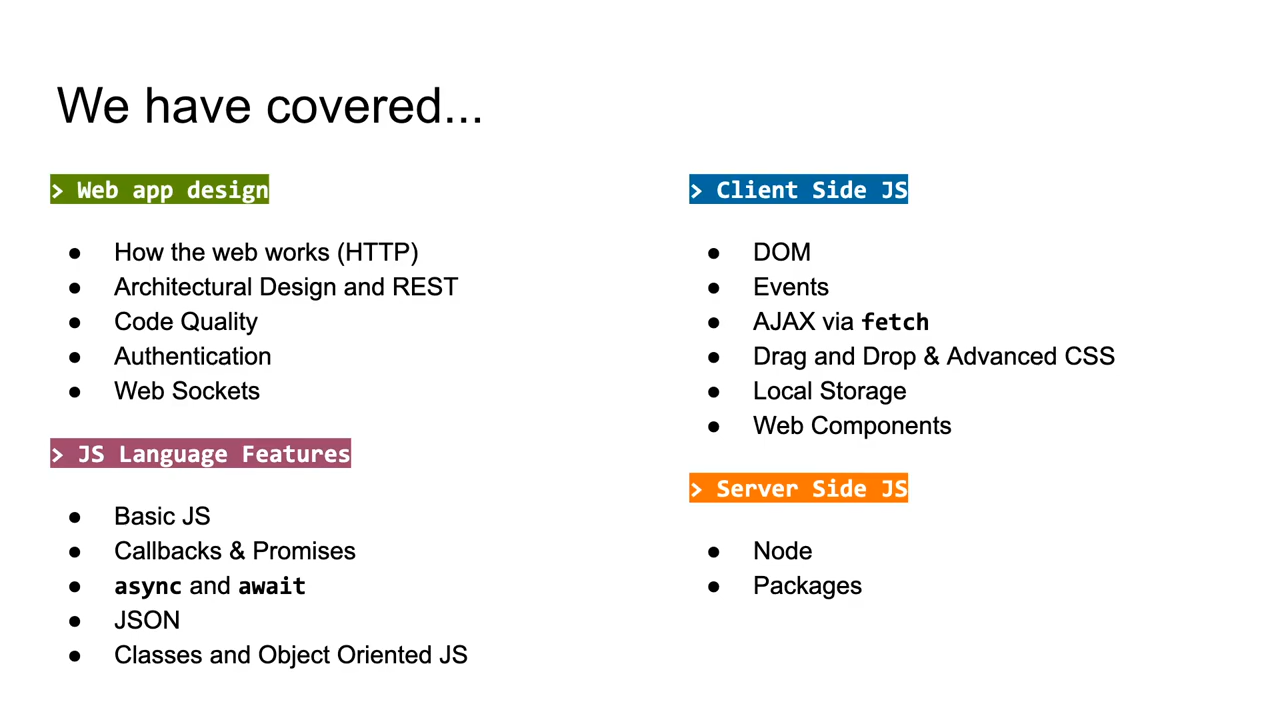 We have covered...
> Web app design
● How the web works (HTTP)
● Architectural Design and REST
● Code Quality
● Authentication
● Web Sockets
> JS Language Features
● Basic JS
● Callbacks & Promises
● async and await
● JSON
● Classes and Object Oriented JS
> Client Side JS
● DOM
● Events
● AJAX via fetch
● Drag and Drop & Advanced CSS
● Local Storage
● Web Components
> Server Side JS
● Node
● Packages